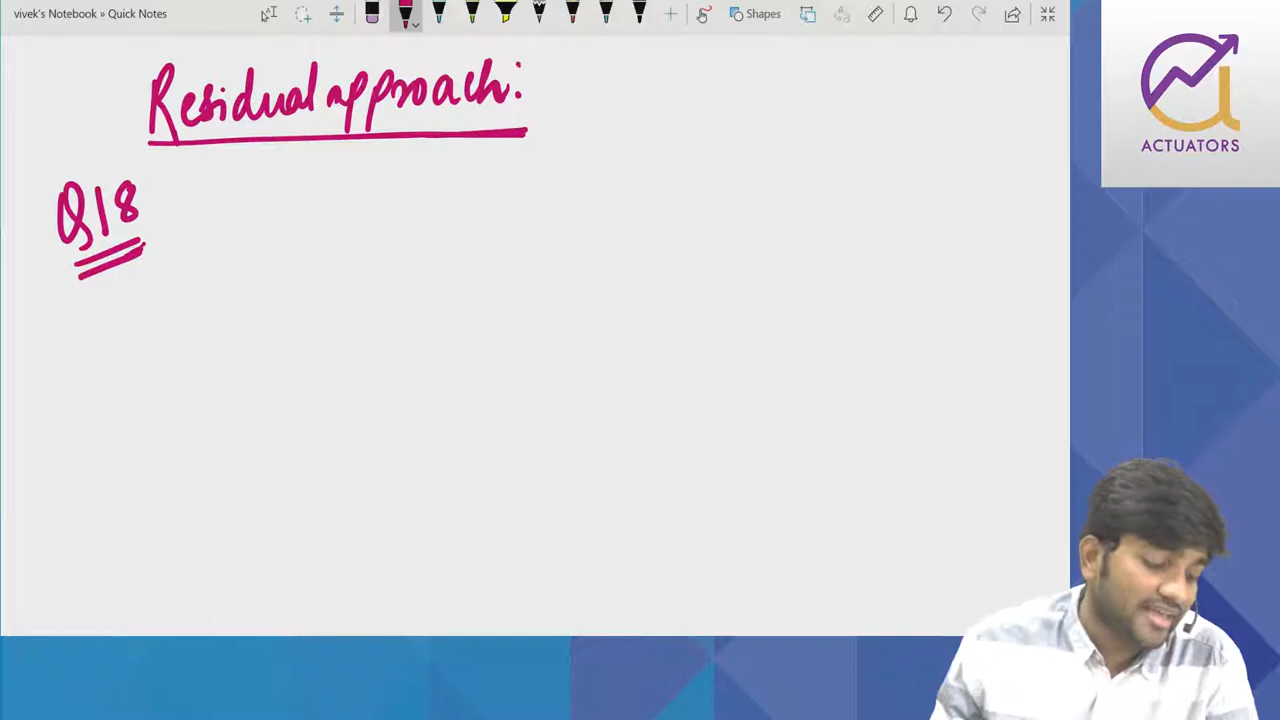 vivek's Notebook » Quick Notes
Shapes
Residual approach:
Q18
ACTUATORS